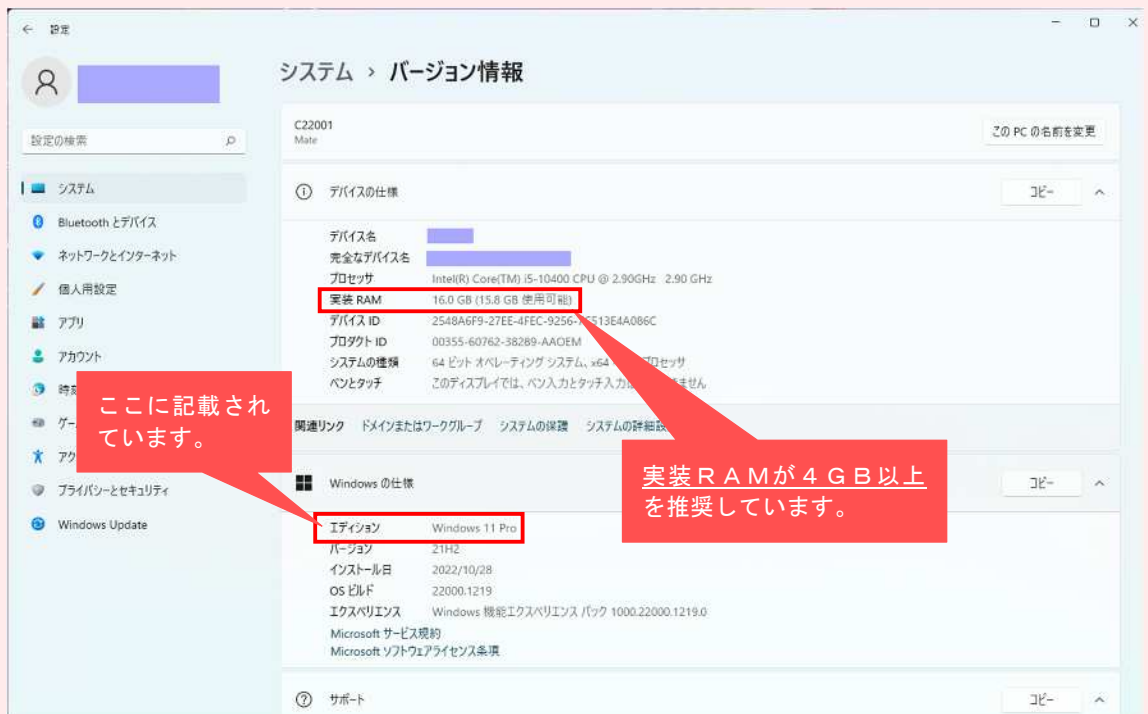 設定
システム › バージョン情報
設定の検索
C22001
Mate
この PC の名前を変更
システム
Bluetooth とデバイス
ネットワークとインターネット
個人用設定
アプリ
アカウント
プライバシーとセキュリティ
Windows Update
デバイスの仕様
コピー
デバイス名
完全なデバイス名
プロセッサ Intel(R) Core(TM) i5-10400 CPU @ 2.90GHz 2.90 GHz
実装 RAM 16.0 GB (15.8 GB 使用可能)
デバイス ID 2548A6F9-27EE-4FEC-9256- 513E4A086C
プロダクト ID 00355-60762-38289-AAOEM
システムの種類 64 ビット オペレーティング システム、x64 プロセッサ
ペンとタッチ このディスプレイでは、ペン入力とタッチ入力 ません
関連リンク ドメインまたはワークグループ システムの保護 システムの詳細
ここに記載され
ています。
実装ＲＡＭが４ＧＢ以上
を推奨しています。
Windows の仕様
コピー
エディション Windows 11 Pro
バージョン 21H2
インストール日 2022/10/28
OS ビルド 22000.1219
エクスペリエンス Windows 機能エクスペリエンス パック 1000.22000.1219.0
Microsoft サービス規約
Microsoft ソフトウェアライセンス条項
サポート
コピー